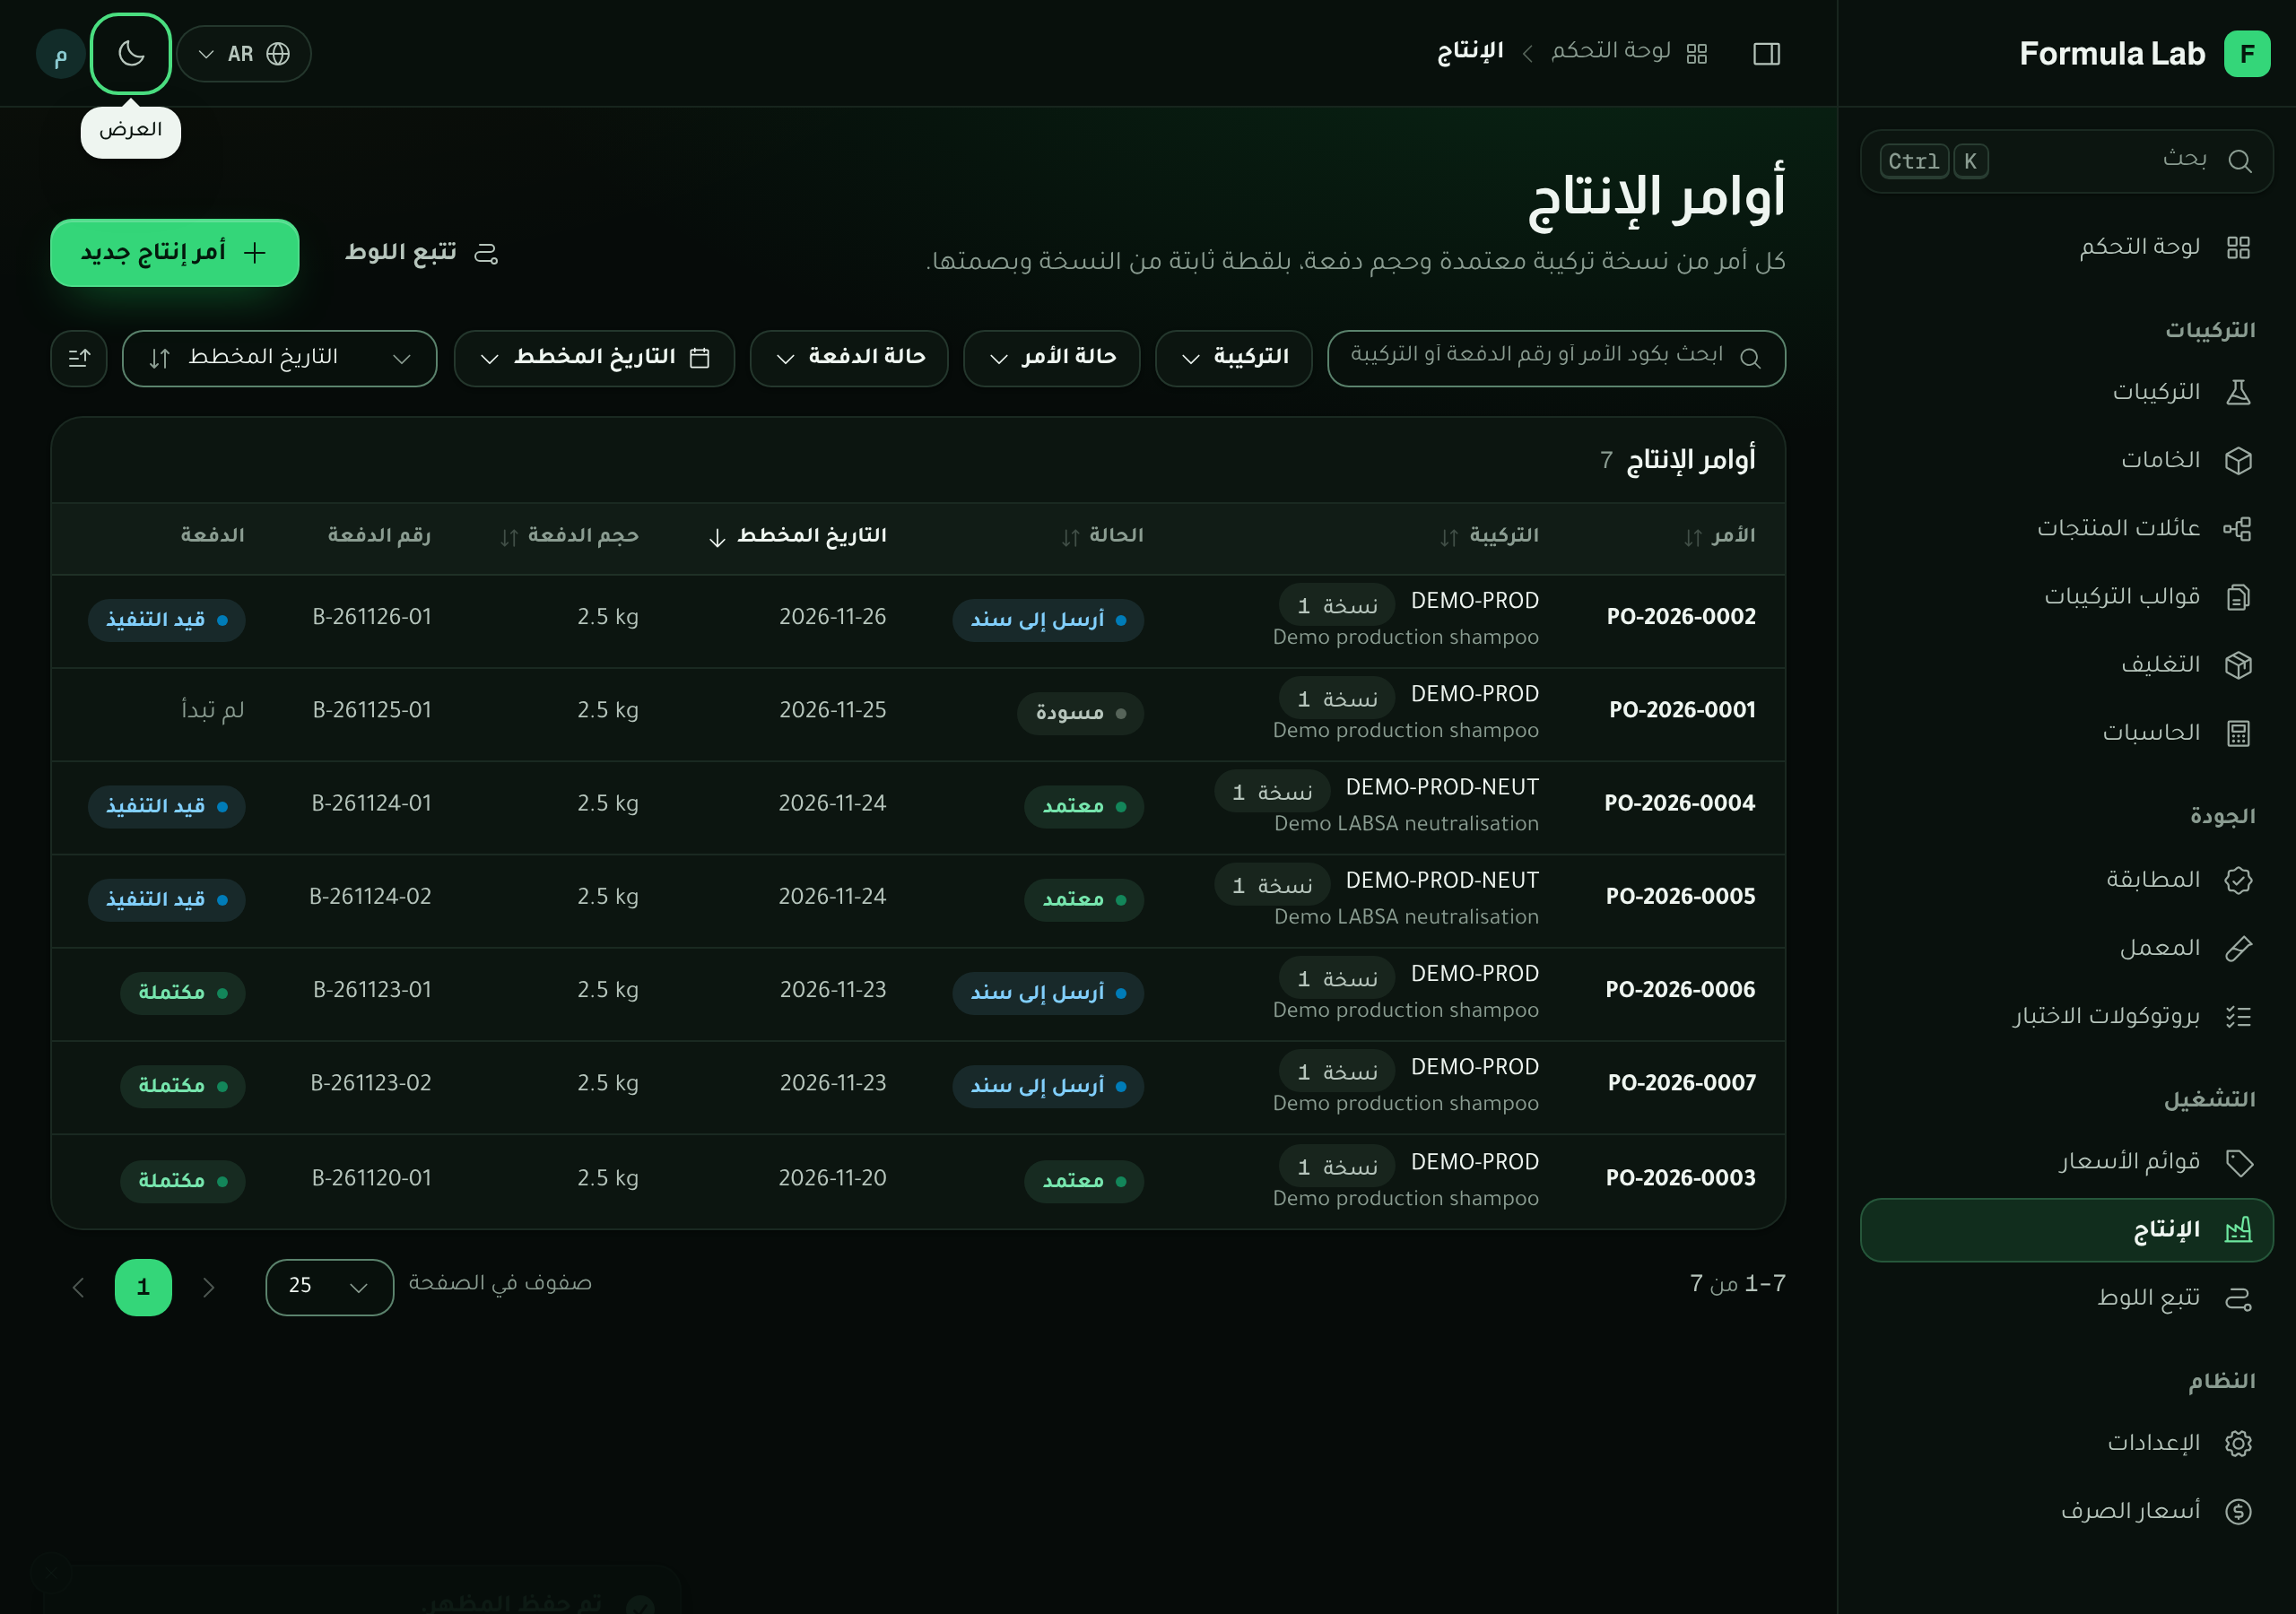 F Formula Lab
لوحة التحكم
الإنتاج
AR
م
العرض
بحث
Ctrl K
لوحة التحكم
التركيبات
التركيبات
الخامات
عائلات المنتجات
قوالب التركيبات
التغليف
الحاسبات
الجودة
المطابقة
المعمل
بروتوكولات الاختبار
التشغيل
قوائم الأسعار
الإنتاج
تتبع اللوط
النظام
الإعدادات
أسعار الصرف
أوامر الإنتاج
كل أمر من نسخة تركيبة معتمدة وحجم دفعة، بلقطة ثابتة من النسخة وبصمتها.
تتبع اللوط
أمر إنتاج جديد
ابحث بكود الأمر أو رقم الدفعة أو التركيبة
التركيبة
حالة الأمر
حالة الدفعة
التاريخ المخطط
التاريخ المخطط
أوامر الإنتاج 7
الأمر التركيبة الحالة التاريخ المخطط حجم الدفعة رقم الدفعة الدفعة
PO-2026-0002 DEMO-PROD نسخة 1 أرسل إلى سند 2026-11-26 2.5 kg B-261126-01 قيد التنفيذ
Demo production shampoo
PO-2026-0001 DEMO-PROD نسخة 1 مسودة 2026-11-25 2.5 kg B-261125-01 لم تبدأ
Demo production shampoo
PO-2026-0004 DEMO-PROD-NEUT نسخة 1 معتمد 2026-11-24 2.5 kg B-261124-01 قيد التنفيذ
Demo LABSA neutralisation
PO-2026-0005 DEMO-PROD-NEUT نسخة 1 معتمد 2026-11-24 2.5 kg B-261124-02 قيد التنفيذ
Demo LABSA neutralisation
PO-2026-0006 DEMO-PROD نسخة 1 أرسل إلى سند 2026-11-23 2.5 kg B-261123-01 مكتملة
Demo production shampoo
PO-2026-0007 DEMO-PROD نسخة 1 أرسل إلى سند 2026-11-23 2.5 kg B-261123-02 مكتملة
Demo production shampoo
PO-2026-0003 DEMO-PROD نسخة 1 معتمد 2026-11-20 2.5 kg B-261120-01 مكتملة
Demo production shampoo
1–7 من 7
صفوف في الصفحة
25
1
تم حفظ المظهر.